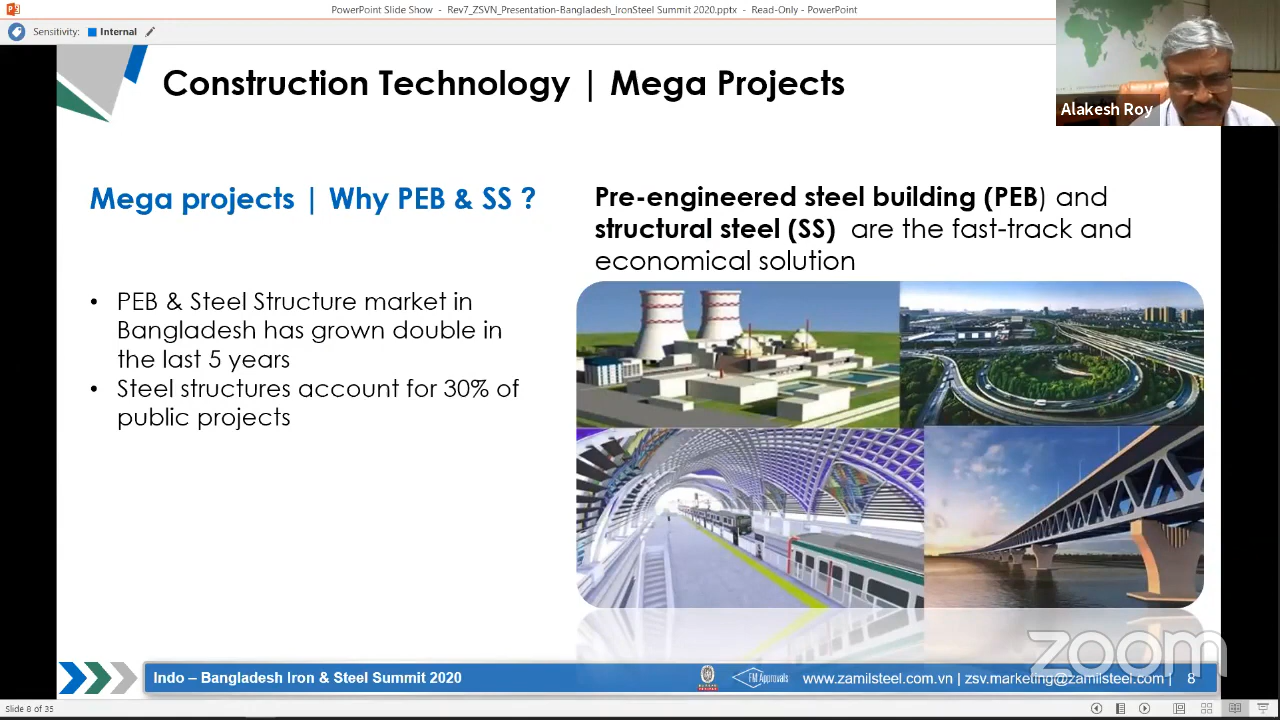 PowerPoint Slide Show - Rev7_ZSVN_Presentation-Bangladesh_IronSteel Summit 2020.pptx - Read-Only - PowerPoint
Sensitivity: Internal
Construction Technology | Mega Projects
Alakesh Roy
Mega projects | Why PEB & SS ?
• PEB & Steel Structure market in
Bangladesh has grown double in
the last 5 years
• Steel structures account for 30% of
public projects
Pre-engineered steel building (PEB) and
structural steel (SS) are the fast-track and
economical solution
zoom
Indo – Bangladesh Iron & Steel Summit 2020
FM Approvals
www.zamilsteel.com.vn | zsv.marketing@zamilsteel.com | 8
Slide 8 of 35